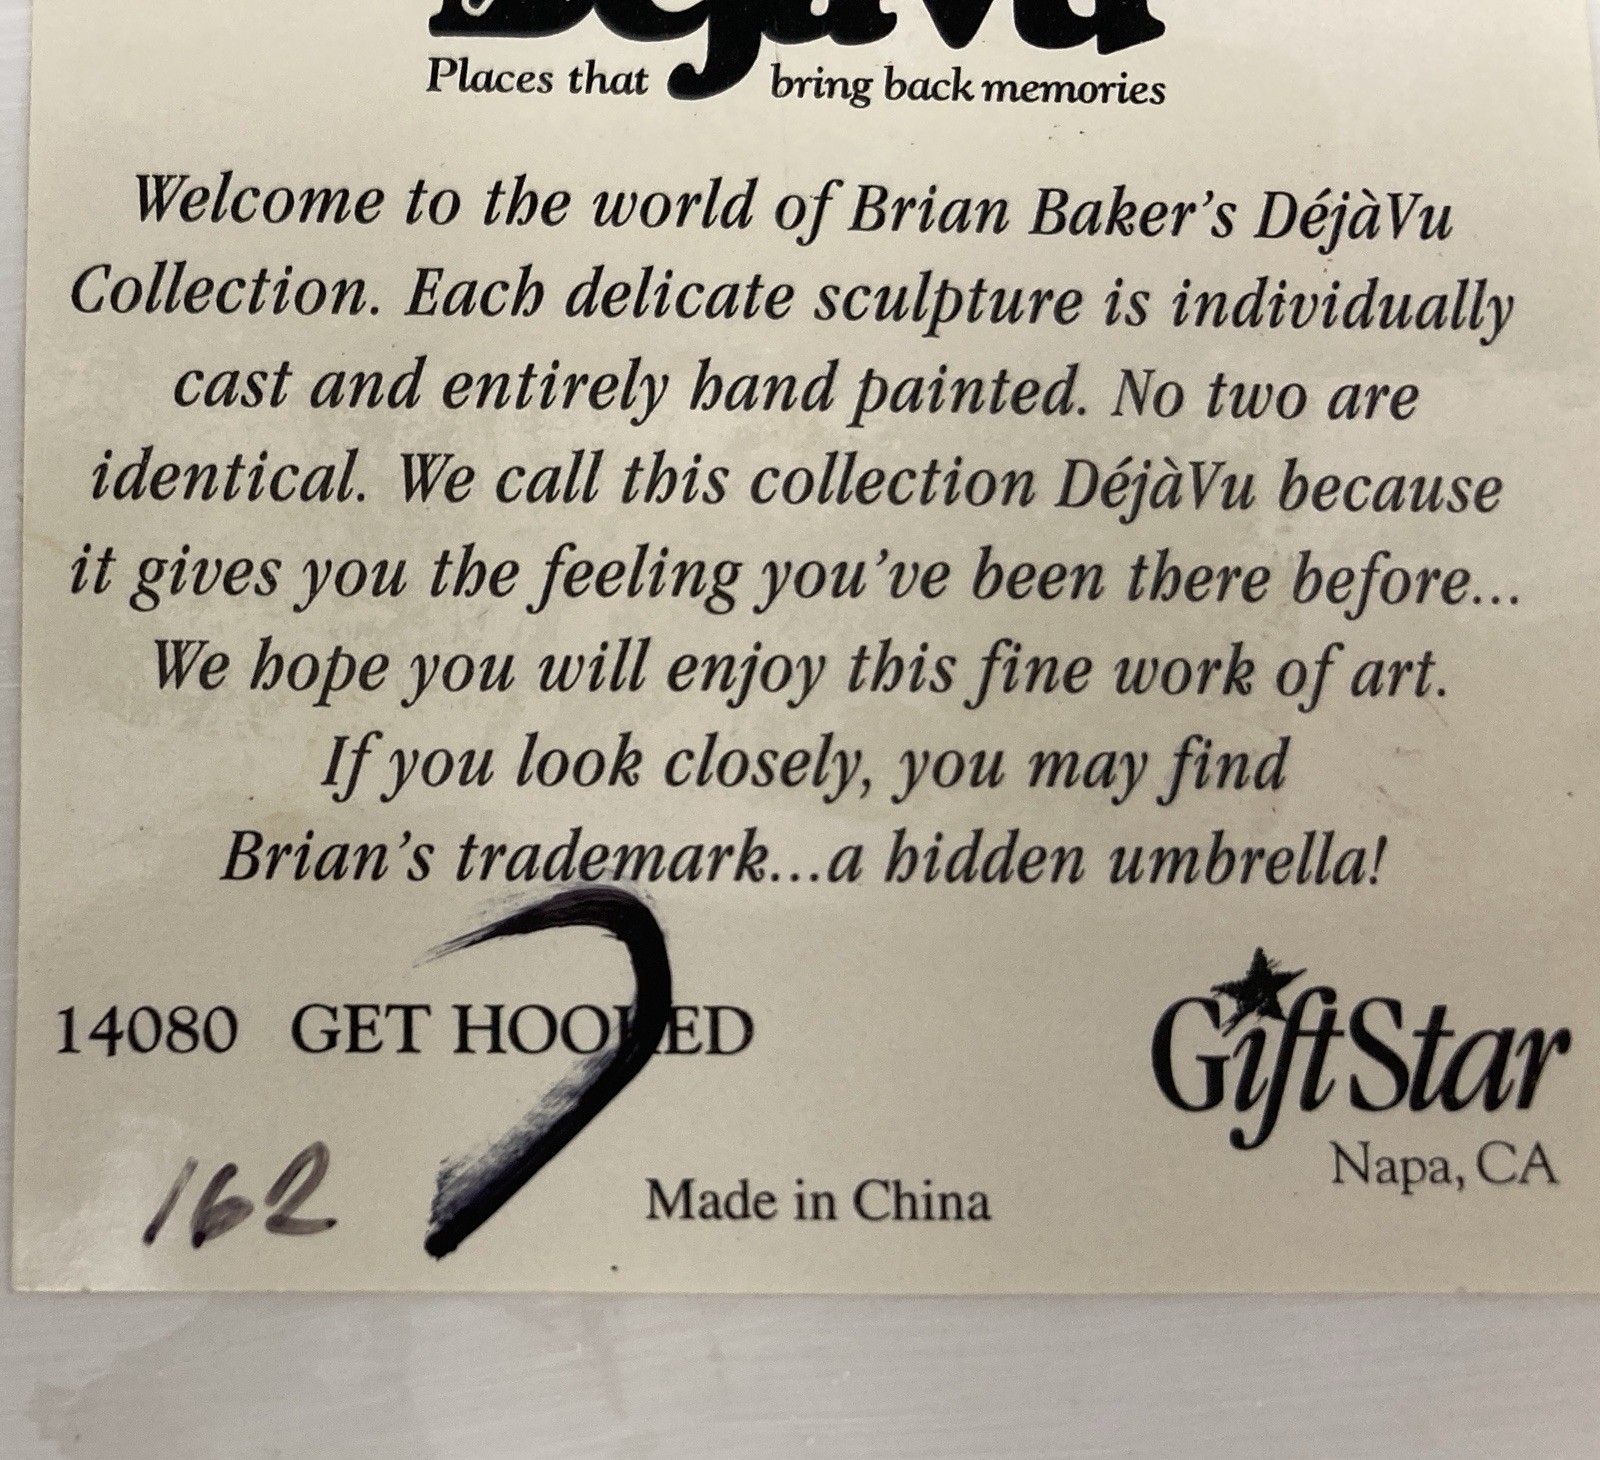 DéjàVu
Places that bring back memories
Welcome to the world of Brian Baker's DéjàVu
Collection. Each delicate sculpture is individually
cast and entirely hand painted. No two are
identical. We call this collection DéjàVu because
it gives you the feeling you've been there before...
We hope you will enjoy this fine work of art.
If you look closely, you may find
Brian's trademark...a hidden umbrella!
14080 GET HOOKED
GiftStar
Napa, CA
162
Made in China